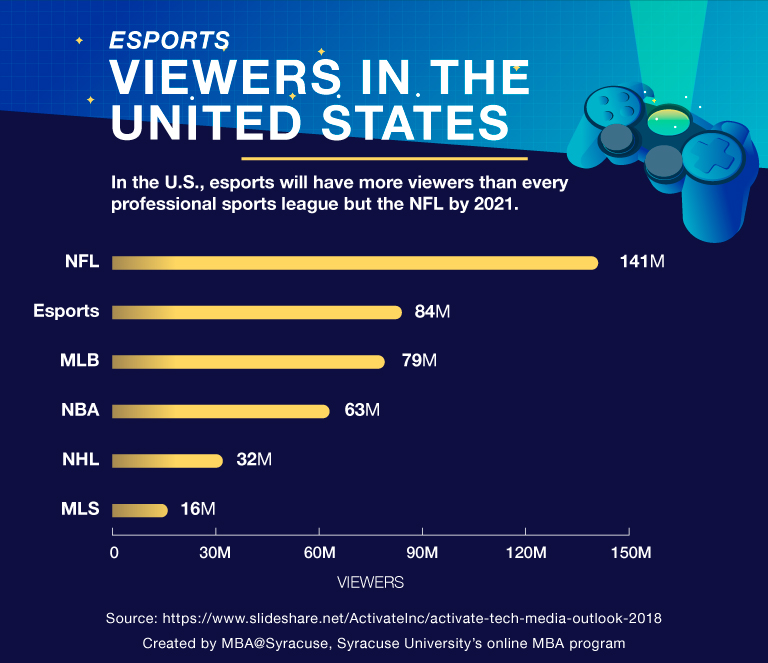 ESPORTS
VIEWERS IN THE
UNITED STATES
In the U.S., esports will have more viewers than every
professional sports league but the NFL by 2021.
NFL 141M
Esports 84M
MLB 79M
NBA 63M
NHL 32M
MLS 16M
0 30M 60M 90M 120M 150M
VIEWERS
Source: https://www.slideshare.net/ActivateInc/activate-tech-media-outlook-2018
Created by MBA@Syracuse, Syracuse University's online MBA program